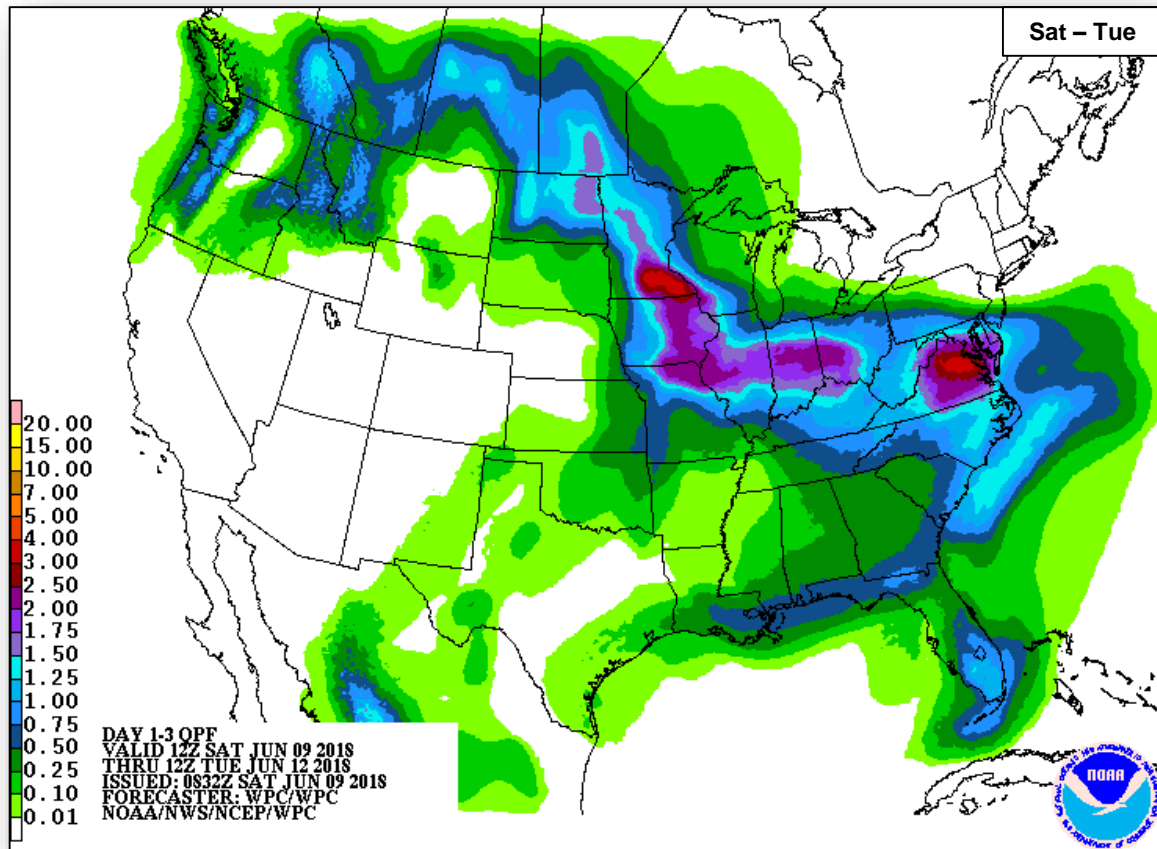 Sat – Tue
20.00
15.00
10.00
7.00
5.00
4.00
3.00
2.50
2.00
1.75
1.50
1.25
1.00
0.75
0.50
0.25
0.10
0.01
DAY 1-3 QPF
VALID 12Z SAT JUN 09 2018
THRU 12Z TUE JUN 12 2018
ISSUED: 0832Z SAT JUN 09 2018
FORECASTER: WPC/WPC
NOAA/NWS/NCEP/WPC
NOAA